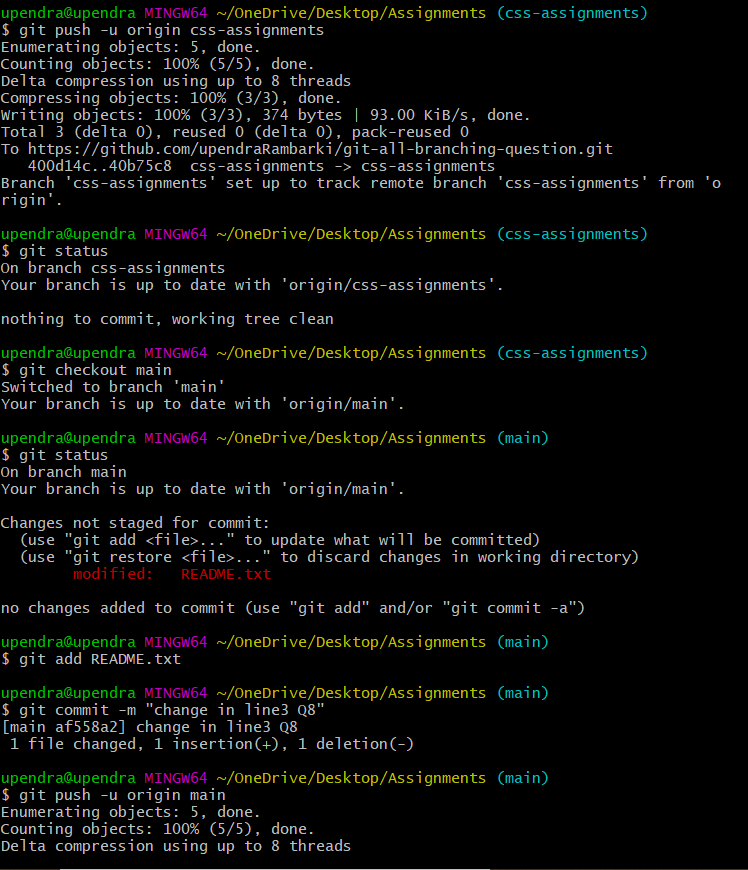 upendra@upendra MINGW64 ~/OneDrive/Desktop/Assignments (css-assignments)
$ git push -u origin css-assignments
Enumerating objects: 5, done.
Counting objects: 100% (5/5), done.
Delta compression using up to 8 threads
Compressing objects: 100% (3/3), done.
Writing objects: 100% (3/3), 374 bytes | 93.00 KiB/s, done.
Total 3 (delta 0), reused 0 (delta 0), pack-reused 0
To https://github.com/upendraRambarki/git-all-branching-question.git
   400d14c..40b75c8  css-assignments -> css-assignments
Branch 'css-assignments' set up to track remote branch 'css-assignments' from 'o
rigin'.

upendra@upendra MINGW64 ~/OneDrive/Desktop/Assignments (css-assignments)
$ git status
On branch css-assignments
Your branch is up to date with 'origin/css-assignments'.

nothing to commit, working tree clean

upendra@upendra MINGW64 ~/OneDrive/Desktop/Assignments (css-assignments)
$ git checkout main
Switched to branch 'main'
Your branch is up to date with 'origin/main'.

upendra@upendra MINGW64 ~/OneDrive/Desktop/Assignments (main)
$ git status
On branch main
Your branch is up to date with 'origin/main'.

Changes not staged for commit:
  (use "git add <file>..." to update what will be committed)
  (use "git restore <file>..." to discard changes in working directory)
        modified:   README.txt

no changes added to commit (use "git add" and/or "git commit -a")

upendra@upendra MINGW64 ~/OneDrive/Desktop/Assignments (main)
$ git add README.txt

upendra@upendra MINGW64 ~/OneDrive/Desktop/Assignments (main)
$ git commit -m "change in line3 Q8"
[main af558a2] change in line3 Q8
 1 file changed, 1 insertion(+), 1 deletion(-)

upendra@upendra MINGW64 ~/OneDrive/Desktop/Assignments (main)
$ git push -u origin main
Enumerating objects: 5, done.
Counting objects: 100% (5/5), done.
Delta compression using up to 8 threads